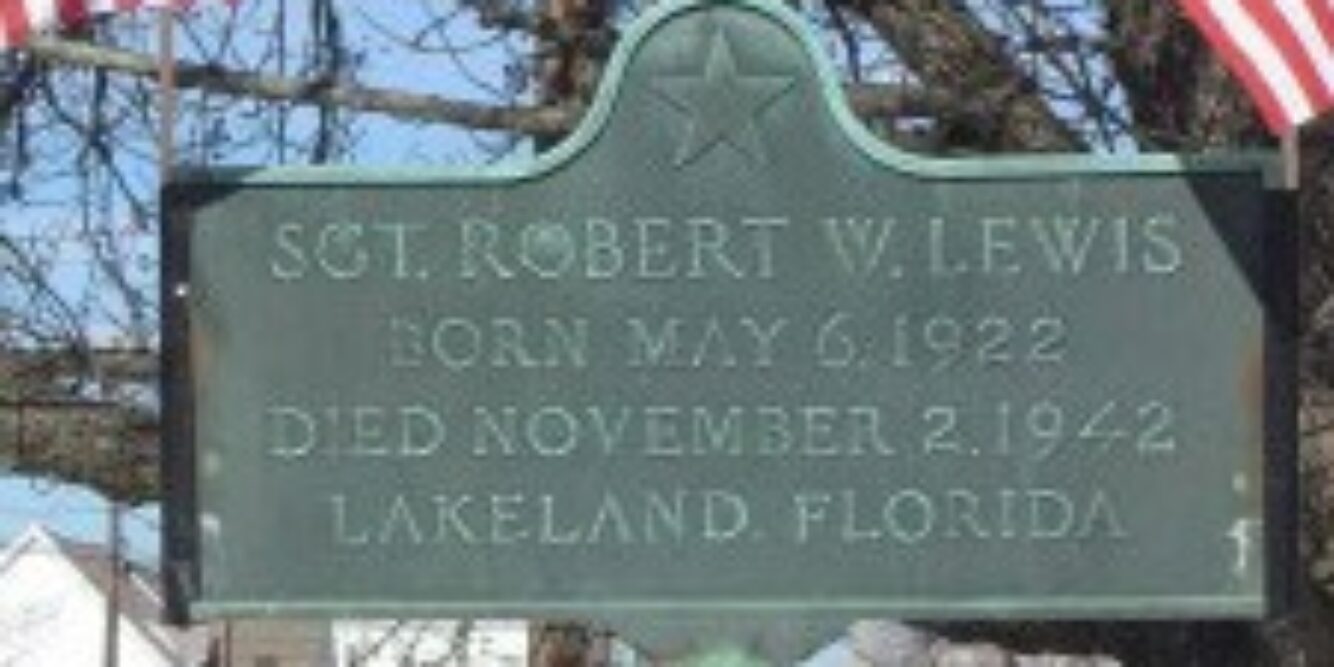 SGT. ROBERT W. LEWIS
BORN MAY 6, 1922
DIED NOVEMBER 2, 1942
LAKELAND, FLORIDA